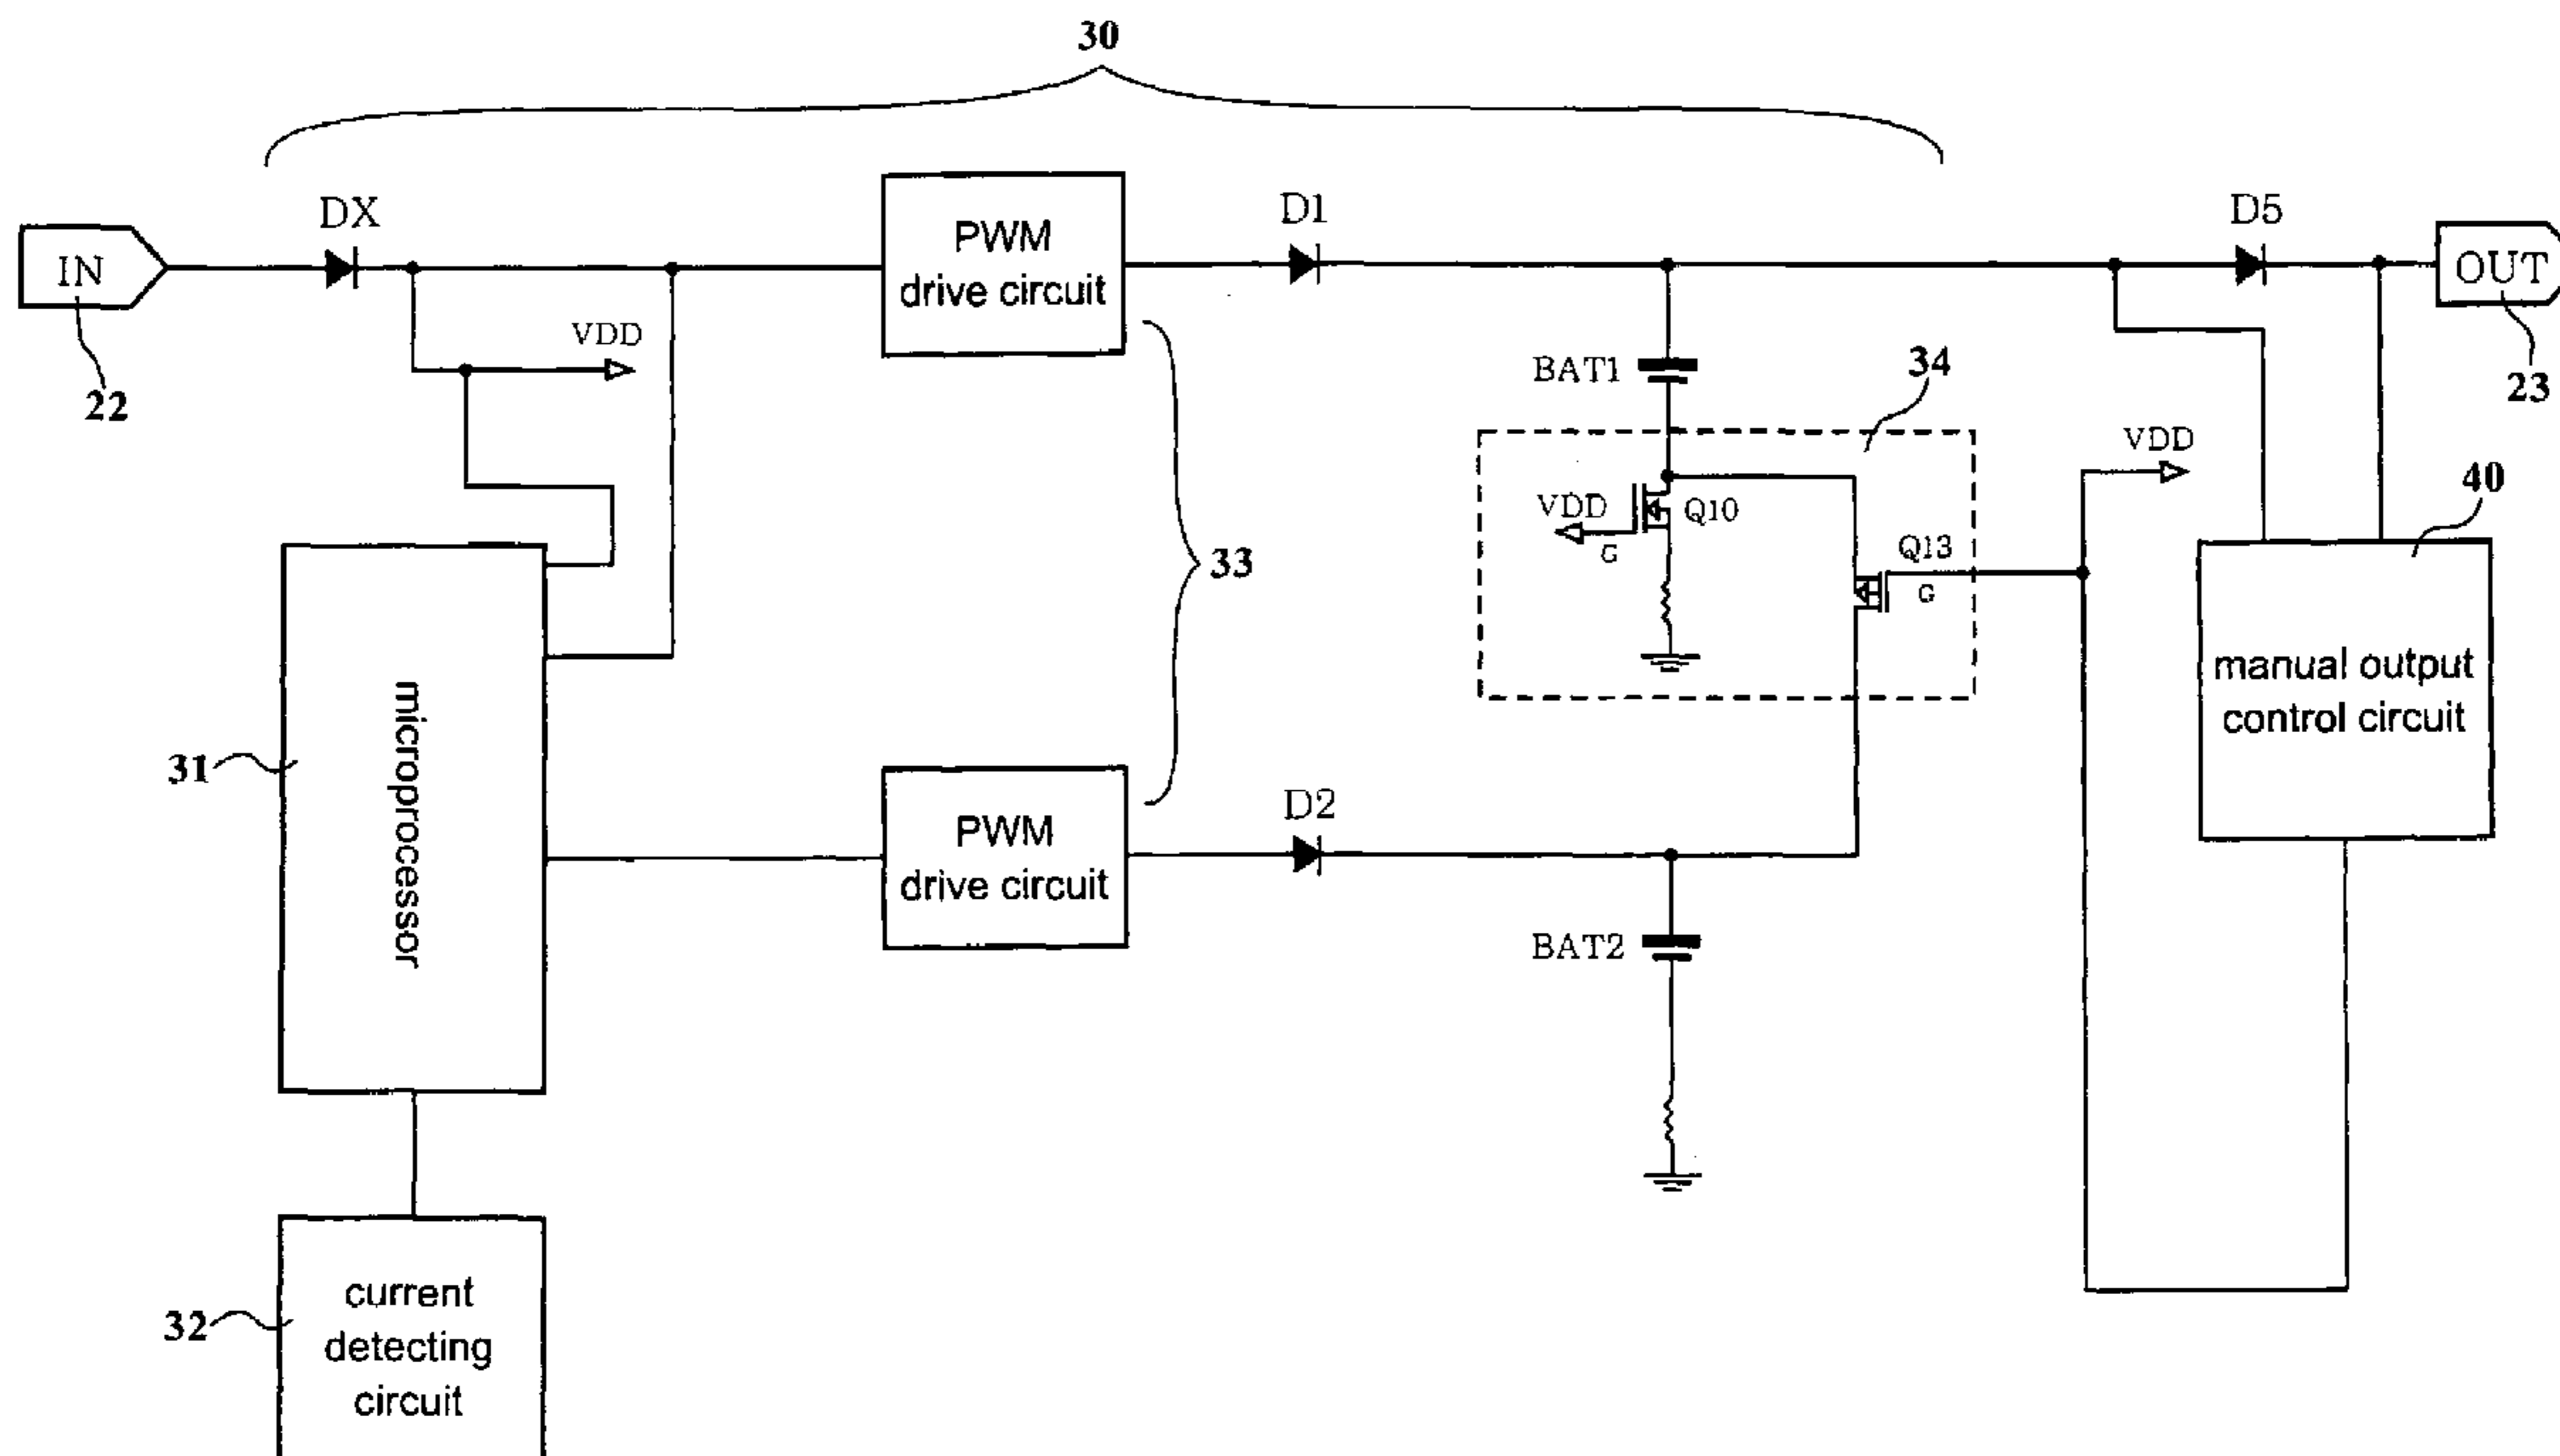 30
DX
D1
D5
IN
PWM
drive circuit
OUT
VDD
22
BAT1
34
23
VDD
40
VDD
Q10
G
Q13
G
33
manual output
control circuit
microprocessor
31
PWM
drive circuit
D2
BAT2
current
detecting
circuit
32